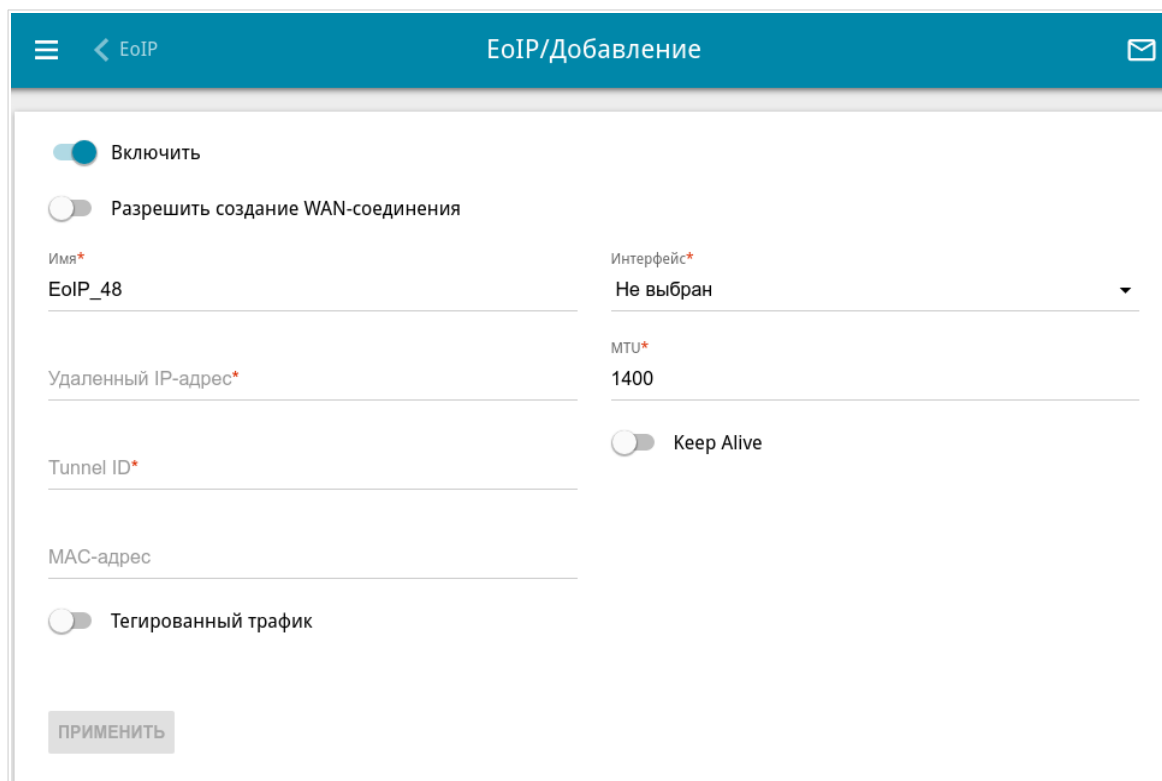 EoIP
EoIP/Добавление
Включить
Разрешить создание WAN-соединения
Имя*
EoIP_48
Интерфейс*
Не выбран
Удаленный IP-адрес*
MTU*
1400
Keep Alive
Tunnel ID*
MAC-адрес
Тегированный трафик
ПРИМЕНИТЬ